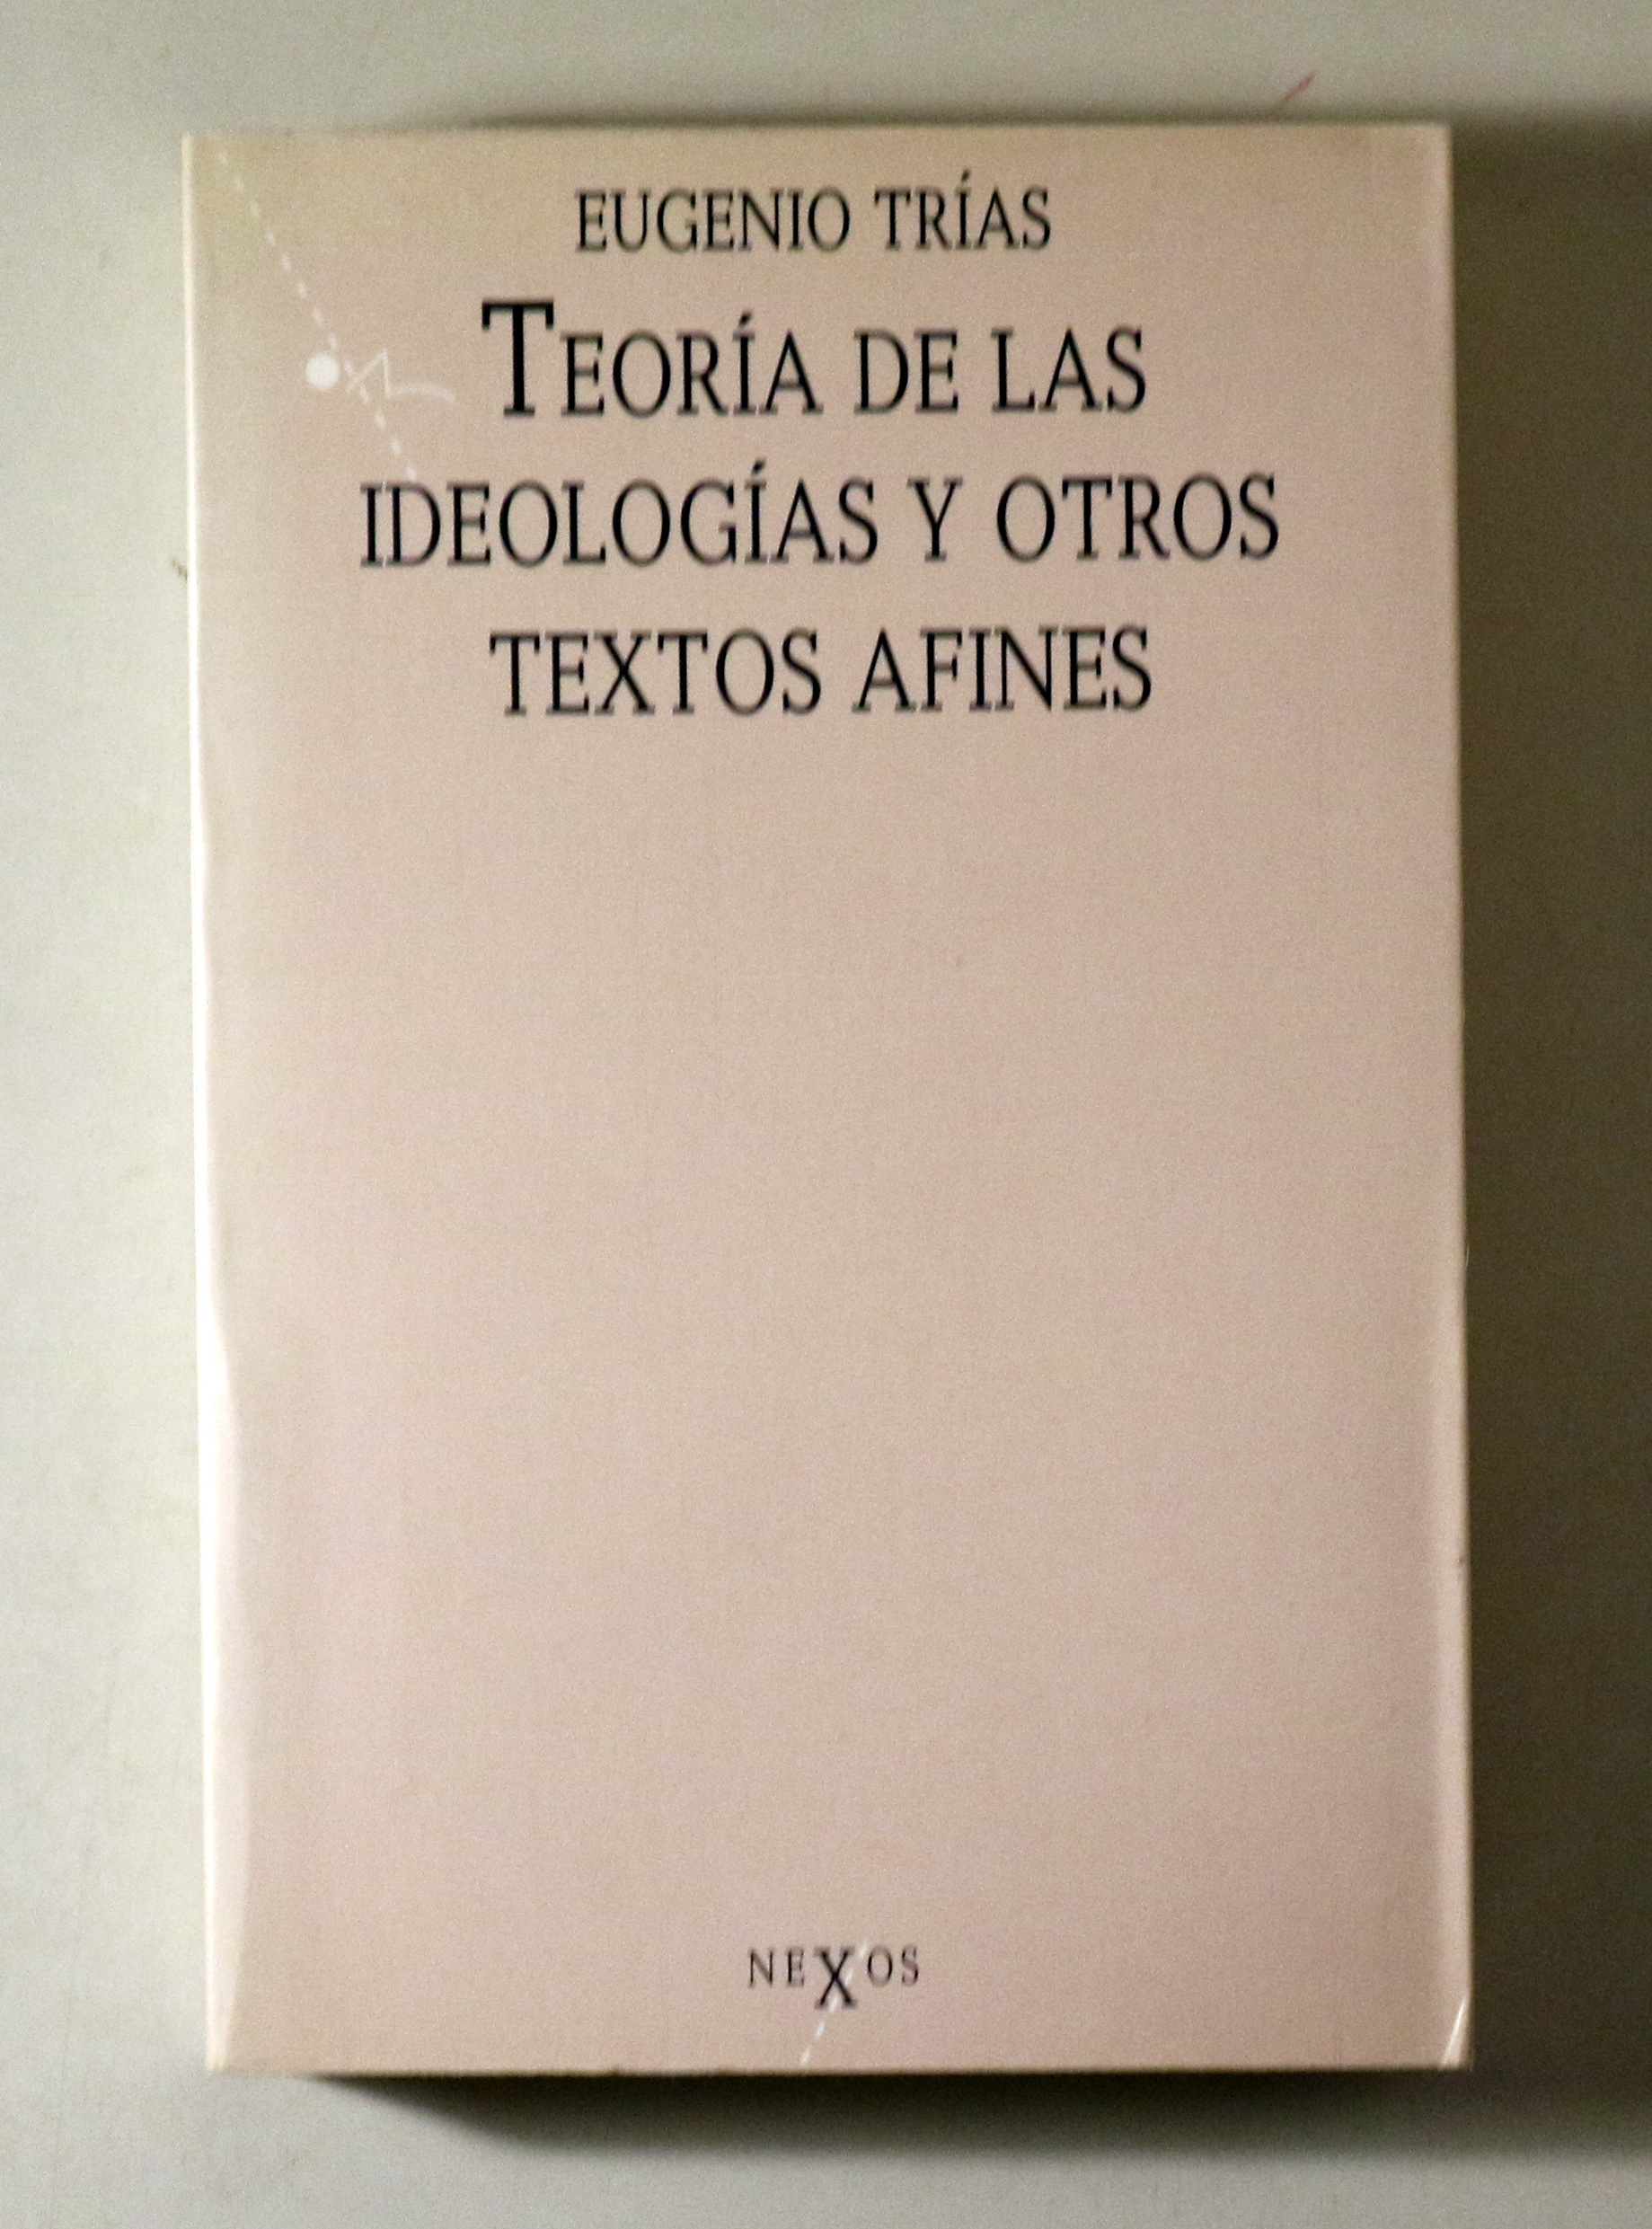 EUGENIO TRÍAS
TEORÍA DE LAS
IDEOLOGÍAS Y OTROS
TEXTOS AFINES
NEXOS